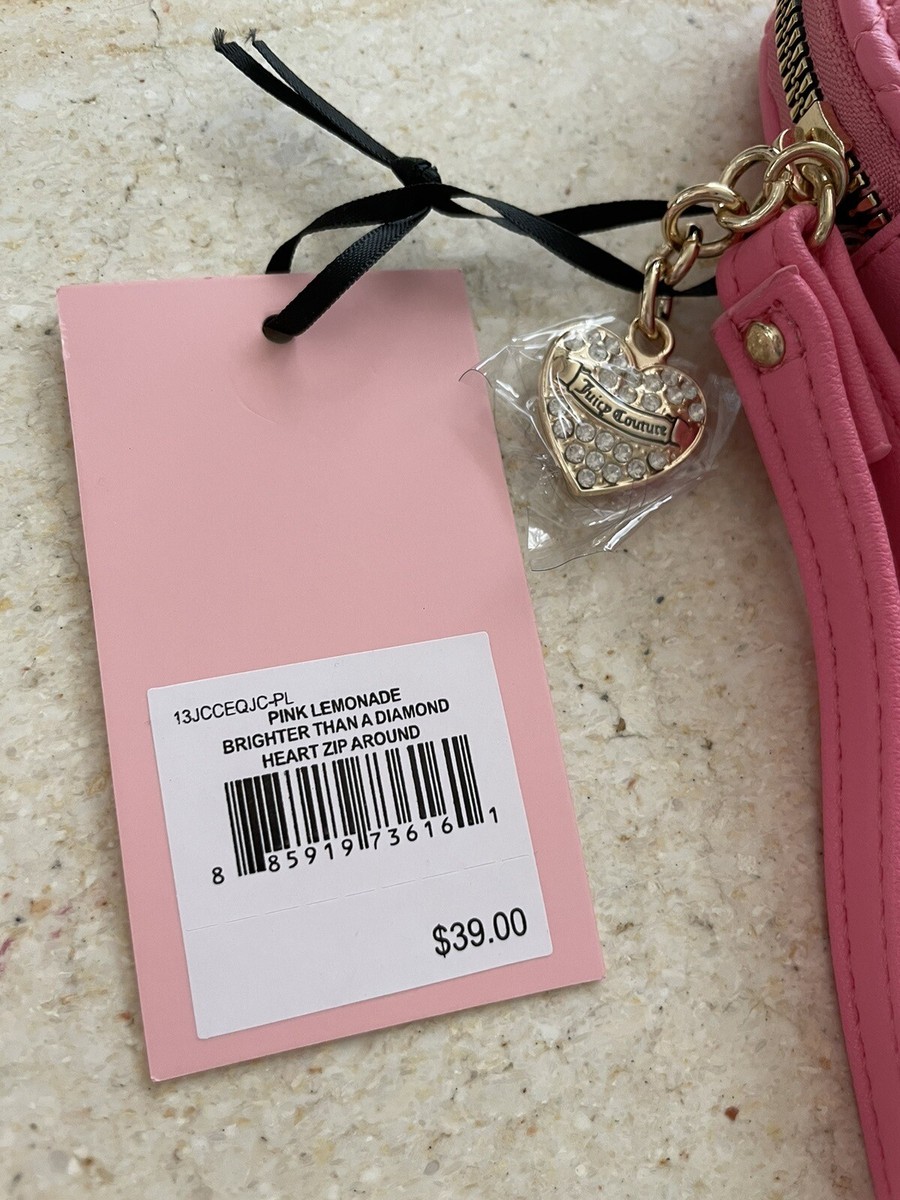 Juicy Couture
13JCCEQJC-PL
PINK LEMONADE
BRIGHTER THAN A DIAMOND
HEART ZIP AROUND
8 85919 73616 1
$39.00